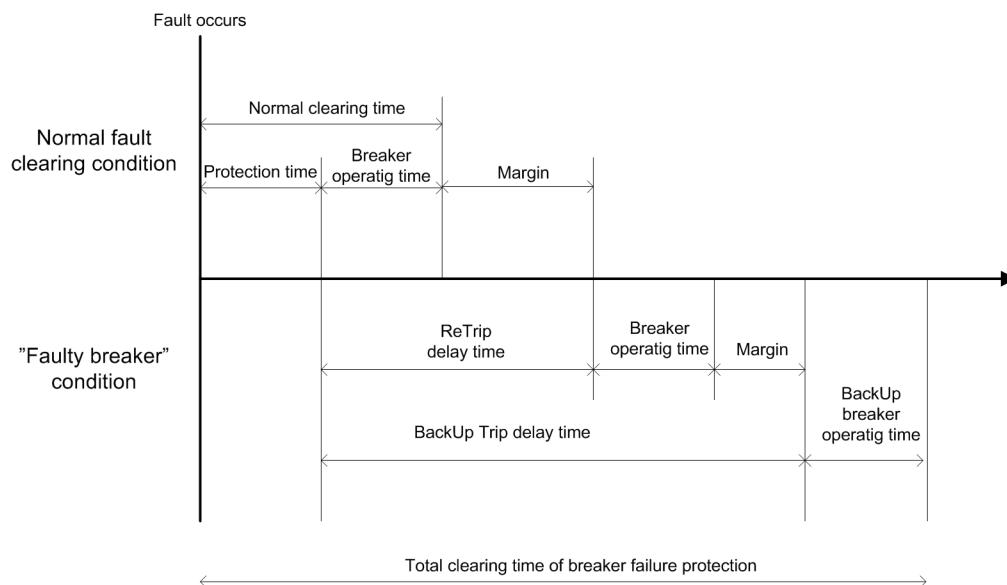 Fault occurs
Normal clearing time
Normal fault
clearing condition
Protection time
Breaker
operatig time
Margin
”Faulty breaker”
condition
ReTrip
delay time
Breaker
operatig time
Margin
BackUp Trip delay time
BackUp
breaker
operatig time
Total clearing time of breaker failure protection